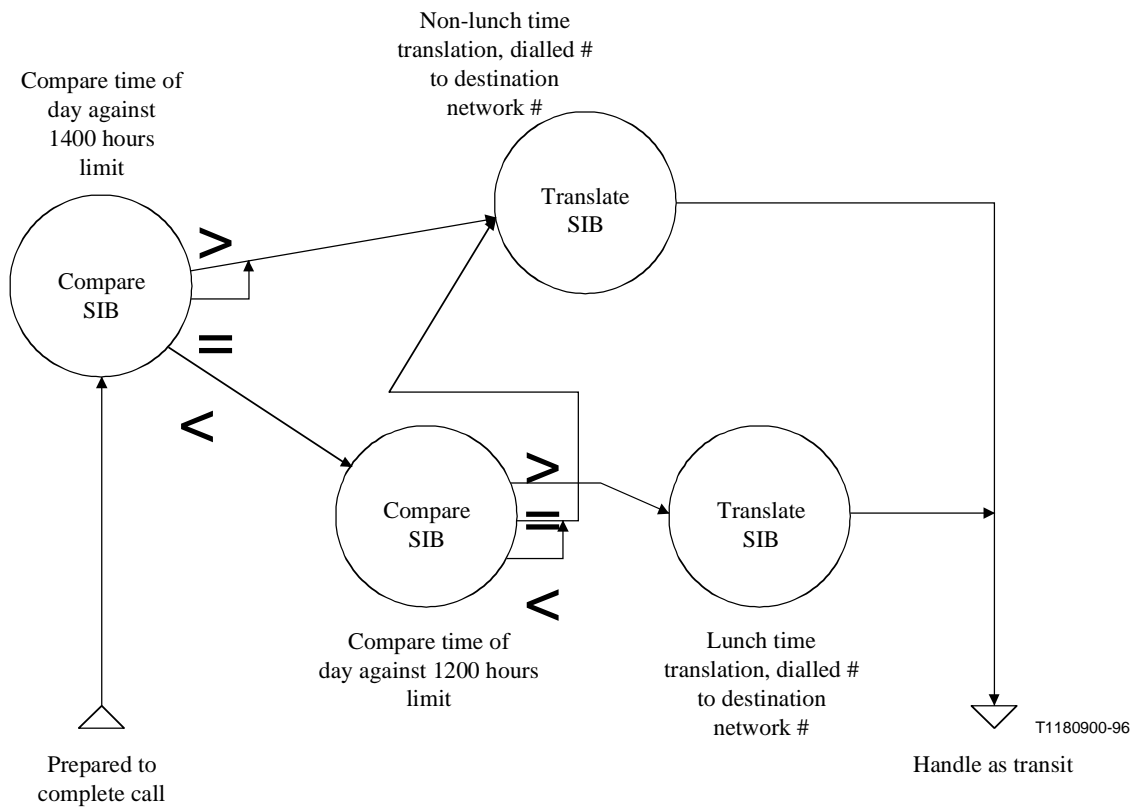 Non-lunch time
translation, dialled #
to destination
network #
Compare time of
day against
1400 hours
limit
Translate
SIB
>
Compare
SIB
=
<
>
Compare
SIB
=
Translate
SIB
<
Compare time of
day against 1200 hours
limit
Lunch time
translation, dialled #
to destination
network #
T1180900-96
Prepared to
complete call
Handle as transit